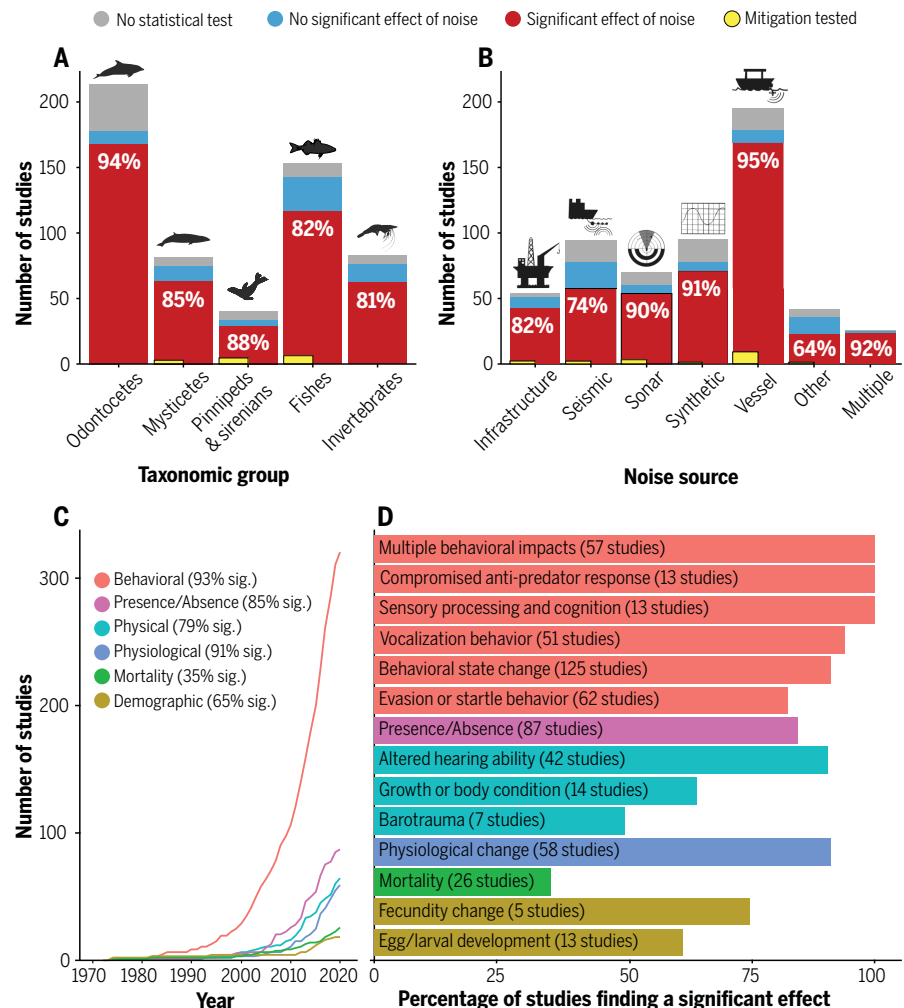 No statistical test
No significant effect of noise
Significant effect of noise
Mitigation tested
A
Number of studies
200
150
100
50
0
94%
85%
88%
82%
81%
Odontocetes
Mysticetes
Pinnipeds
& sirenians
Fishes
Invertebrates
Taxonomic group
B
Number of studies
200
150
100
50
0
82%
74%
90%
91%
95%
64%
92%
Infrastructure
Seismic
Sonar
Synthetic
Vessel
Other
Multiple
Noise source
C
Number of studies
300
200
100
0
Behavioral (93% sig.)
Presence/Absence (85% sig.)
Physical (79% sig.)
Physiological (91% sig.)
Mortality (35% sig.)
Demographic (65% sig.)
1970
1980
1990
2000
2010
2020
Year
D
Multiple behavioral impacts (57 studies)
Compromised anti-predator response (13 studies)
Sensory processing and cognition (13 studies)
Vocalization behavior (51 studies)
Behavioral state change (125 studies)
Evasion or startle behavior (62 studies)
Presence/Absence (87 studies)
Altered hearing ability (42 studies)
Growth or body condition (14 studies)
Barotrauma (7 studies)
Physiological change (58 studies)
Mortality (26 studies)
Fecundity change (5 studies)
Egg/larval development (13 studies)
0
25
50
75
100
Percentage of studies finding a significant effect